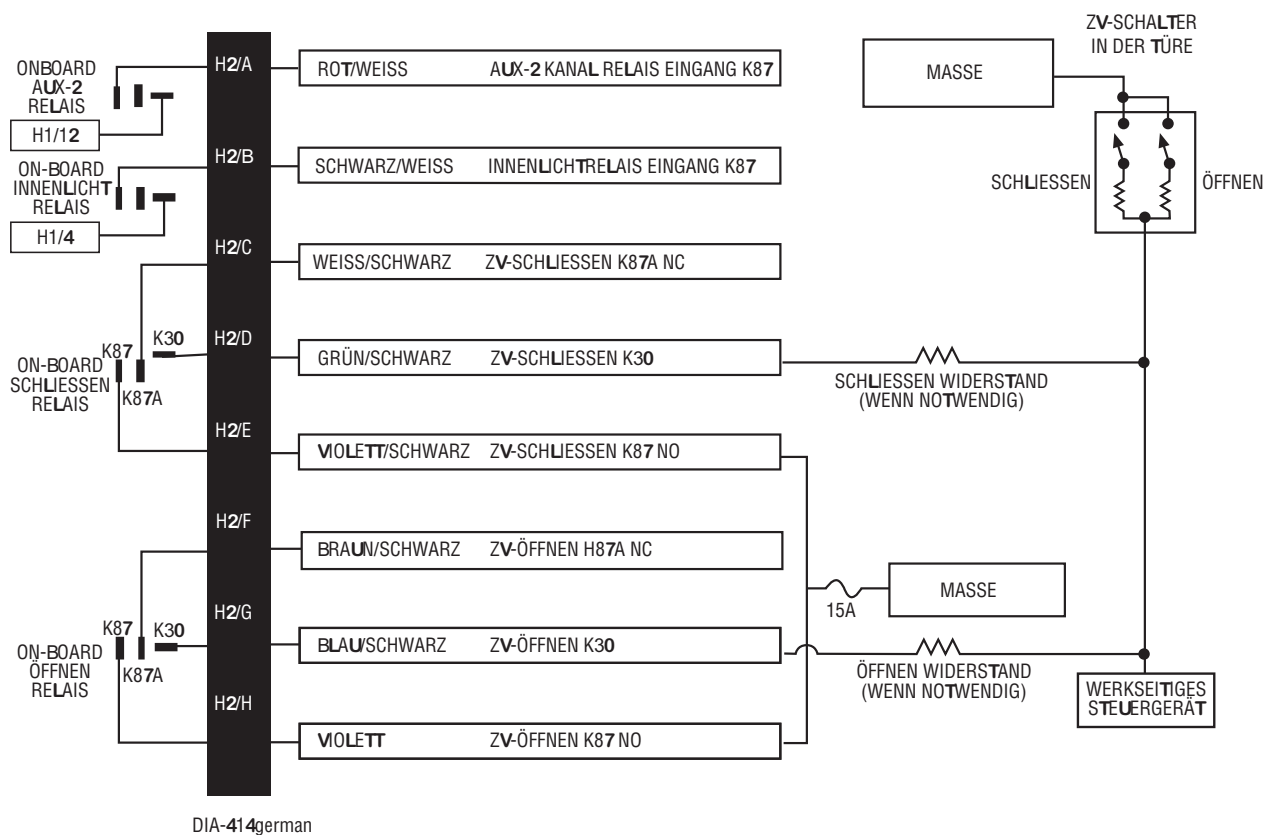 ZV-SCHALTER
IN DER TÜRE
ONBOARD
AUX-2
RELAIS
H1/12
H2/A
ROT/WEISS AUX-2 KANAL RELAIS EINGANG K87
MASSE
ON-BOARD
INNENLICHT
RELAIS
H1/4
H2/B
SCHWARZ/WEISS INNENLICHTRELAIS EINGANG K87
SCHLIESSEN
ÖFFNEN
H2/C
WEISS/SCHWARZ ZV-SCHLIESSEN K87A NC
K87
K30
H2/D
GRÜN/SCHWARZ ZV-SCHLIESSEN K30
ON-BOARD
SCHLIESSEN
RELAIS
K87A
SCHLIESSEN WIDERSTAND
(WENN NOTWENDIG)
H2/E
VIOLETT/SCHWARZ ZV-SCHLIESSEN K87 NO
H2/F
BRAUN/SCHWARZ ZV-ÖFFNEN H87A NC
15A
MASSE
K87
K30
H2/G
BLAU/SCHWARZ ZV-ÖFFNEN K30
ON-BOARD
ÖFFNEN
RELAIS
K87A
ÖFFNEN WIDERSTAND
(WENN NOTWENDIG)
WERKSEITIGES
STEUERGERÄT
H2/H
VIOLETT ZV-ÖFFNEN K87 NO
DIA-414german